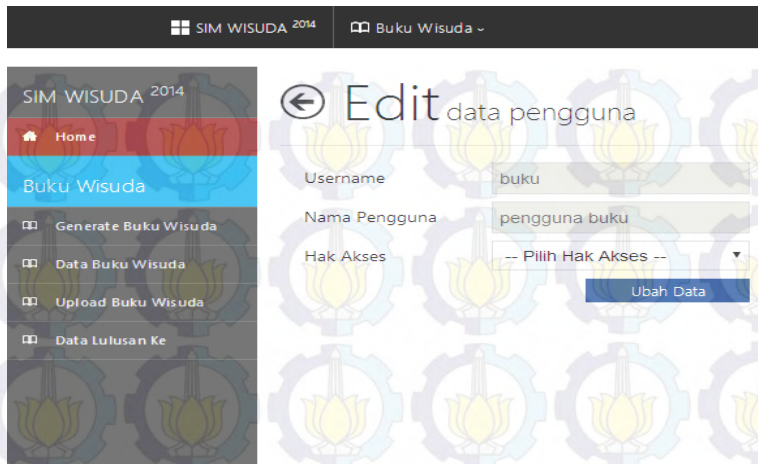 SIM WISUDA 2014 Buku Wisuda
SIM WISUDA 2014
Home
Buku Wisuda
Generate Buku Wisuda
Data Buku Wisuda
Upload Buku Wisuda
Data Lulusan Ke
Edit data pengguna
Username buku
Nama Pengguna pengguna buku
Hak Akses -- Pilih Hak Akses --
Ubah Data